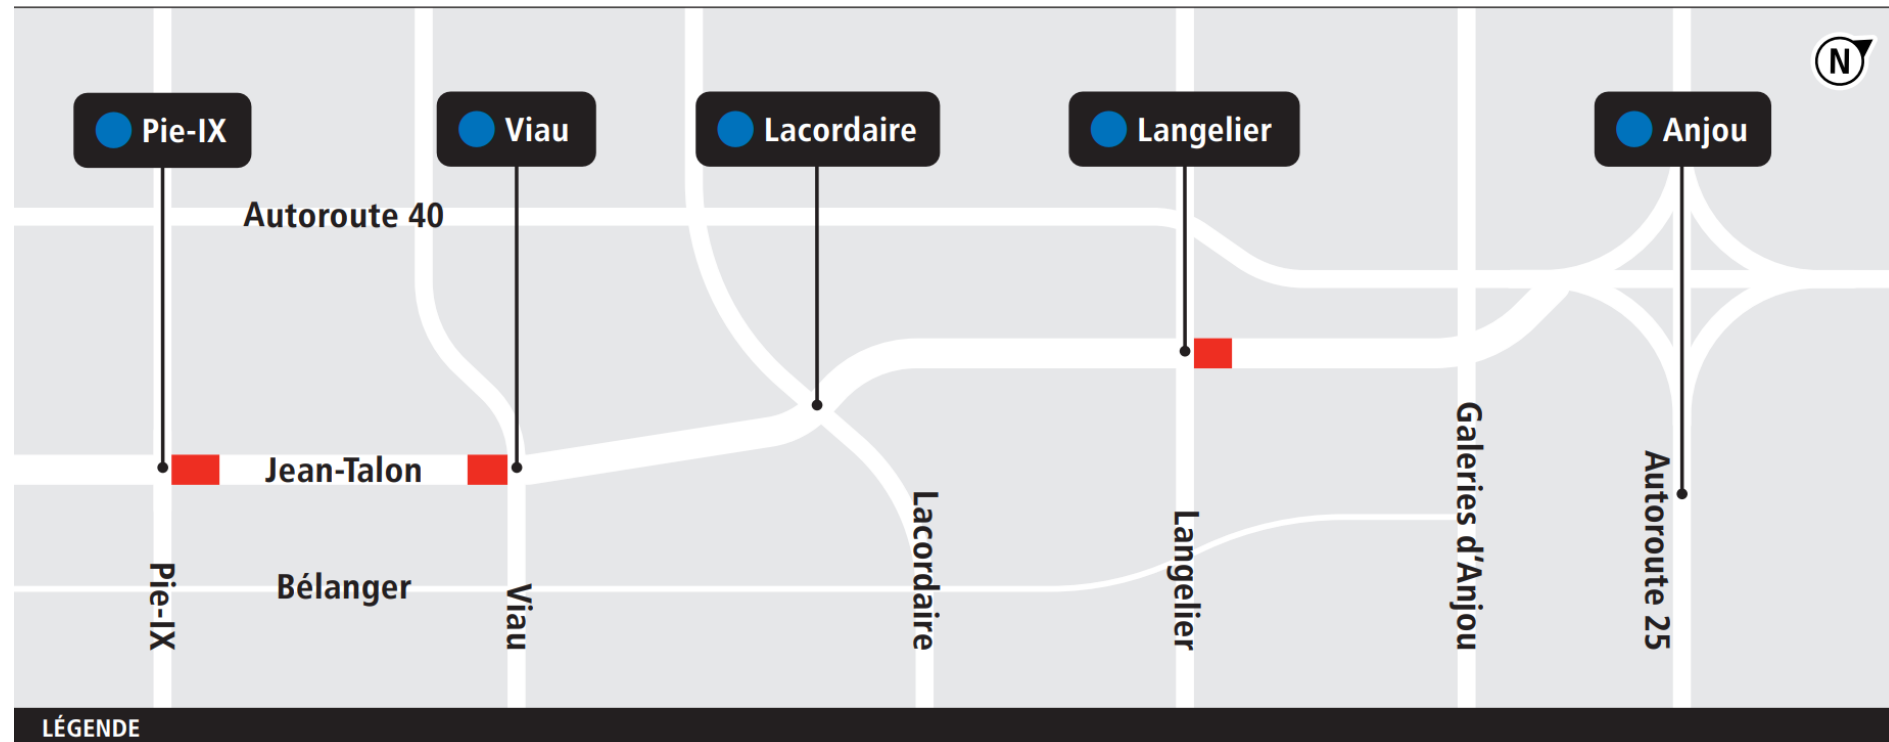 N
Pie-IX
Viau
Lacordaire
Langelier
Anjou
Autoroute 40
Jean-Talon
Bélanger
Pie-IX
Viau
Lacordaire
Langelier
Galeries d'Anjou
Autoroute 25
LÉGENDE